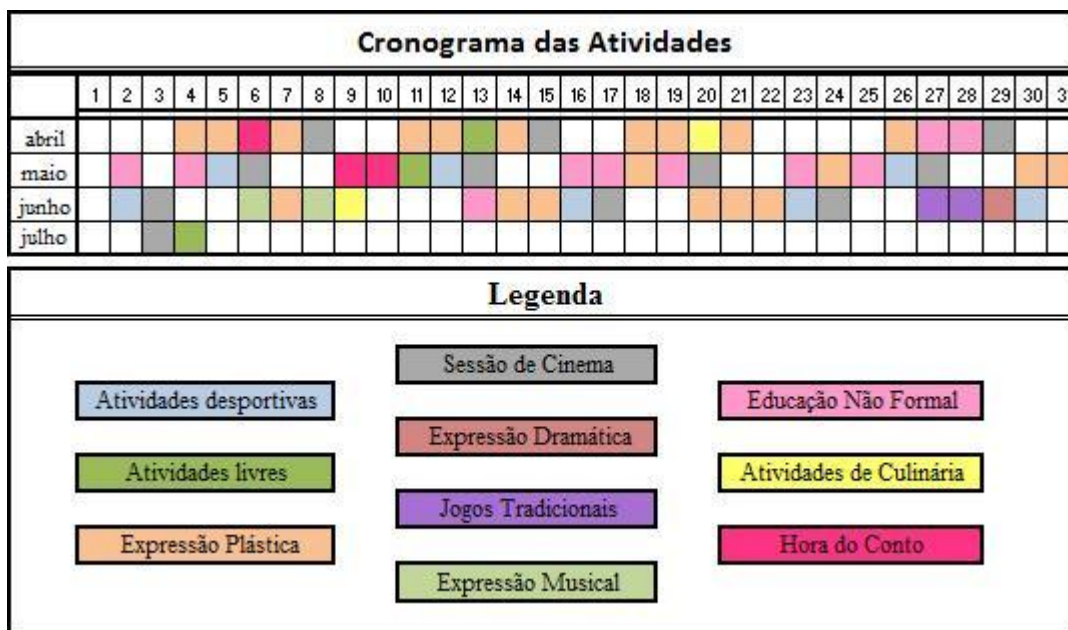 Cronograma das Atividades
1 2 3 4 5 6 7 8 9 10 11 12 13 14 15 16 17 18 19 20 21 22 23 24 25 26 27 28 29 30 3
abril
maio
junho
julho
Legenda
Sessão de Cinema
Atividades desportivas
Educação Não Formal
Expressão Dramática
Atividades livres
Atividades de Culinária
Jogos Tradicionais
Expressão Plástica
Hora do Conto
Expressão Musical